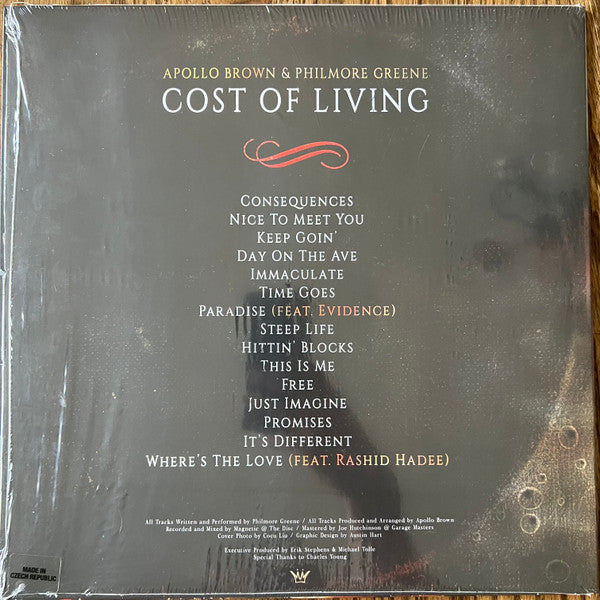 APOLLO BROWN & PHILMORE GREENE
COST OF LIVING
CONSEQUENCES
NICE TO MEET YOU
KEEP GOIN'
DAY ON THE AVE
IMMACULATE
TIME GOES
PARADISE (FEAT. EVIDENCE)
STEEP LIFE
HITTIN' BLOCKS
THIS IS ME
FREE
JUST IMAGINE
PROMISES
IT'S DIFFERENT
WHERE'S THE LOVE (FEAT. RASHID HADEE)
All Tracks Written and Performed by Philmore Greene / All Tracks Produced and Arranged by Apollo Brown
Recorded and Mixed by Magnetic @ The Disc / Mastered by Joe Hutchinson @ Garage Masters
Cover Photo by Cocu Liu / Graphic Design by Austin Hart
Executive Produced by Erik Stephens & Michael Tolle
Special Thanks to Charles Young
MADE IN
CZECH REPUBLIC